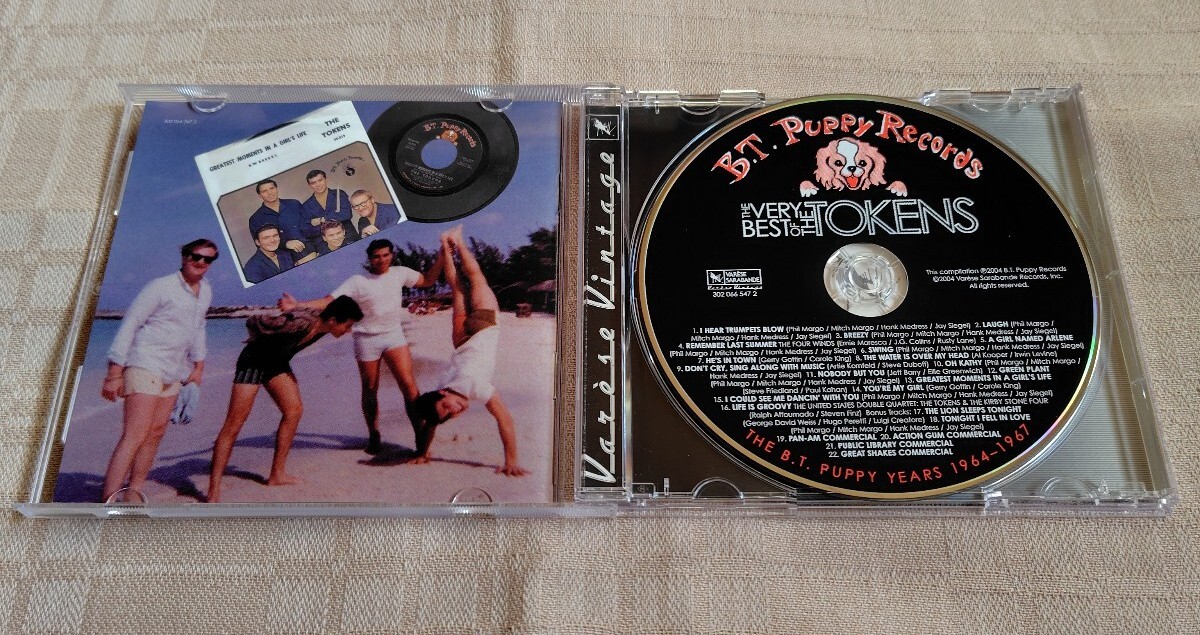 302 066 547 2
GREATEST MOMENTS IN A GIRL'S LIFE
THE
TOKENS
B.T. Puppy Records
THE TOKENS
Varèse Vintage
B.T. PUPPY RECORDS
THE VERY
BEST OF THE TOKENS
VARÈSE
SARABANDE
Varèse Vintage
302 066 547 2
This compilation ℗2004 B.T. Puppy Records
©2004 Varèse Sarabande Records, Inc.
All rights reserved.
1. I HEAR TRUMPETS BLOW (Phil Margo / Mitch Margo / Hank Medress / Jay Siegel) 2. LAUGH (Phil Margo /
Mitch Margo / Hank Medress / Jay Siegel) 3. BREEZY (Phil Margo / Mitch Margo / Hank Medress / Jay Siegel)
4. REMEMBER LAST SUMMER THE FOUR WINDS (Ernie Maresca / J.G. Collins / Rusty Lane) 5. A GIRL NAMED ARLENE
(Phil Margo / Mitch Margo / Hank Medress / Jay Siegel) 6. SWING (Phil Margo / Mitch Margo / Hank Medress / Jay Siegel)
7. HE'S IN TOWN (Gerry Goffin / Carole King) 8. THE WATER IS OVER MY HEAD (Al Kooper / Irwin Levine)
9. DON'T CRY, SING ALONG WITH MUSIC (Artie Kornfeld / Steve Duboff) 10. OH KATHY (Phil Margo / Mitch Margo /
Hank Medress / Jay Siegel) 11. NOBODY BUT YOU (Jeff Barry / Ellie Greenwich) 12. GREEN PLANT
(Phil Margo / Mitch Margo / Hank Medress / Jay Siegel) 13. GREATEST MOMENTS IN A GIRL'S LIFE
(Steve Friedland / Paul Kahan) 14. YOU'RE MY GIRL (Gerry Goffin / Carole King)
15. I COULD SEE ME DANCIN' WITH YOU (Phil Margo / Mitch Margo / Hank Medress / Jay Siegel)
16. LIFE IS GROOVY THE UNITED STATES DOUBLE QUARTET: THE TOKENS & THE KIRBY STONE FOUR
(Ralph Affoumado / Steven Finz) Bonus Tracks: 17. THE LION SLEEPS TONIGHT
(George David Weiss / Hugo Peretti / Luigi Creatore) 18. TONIGHT I FELL IN LOVE
(Phil Margo / Mitch Margo / Hank Medress / Jay Siegel)
19. PAN-AM COMMERCIAL 20. ACTION GUM COMMERCIAL
21. PUBLIC LIBRARY COMMERCIAL
22. GREAT SHAKES COMMERCIAL
THE B.T. PUPPY YEARS 1964-1967